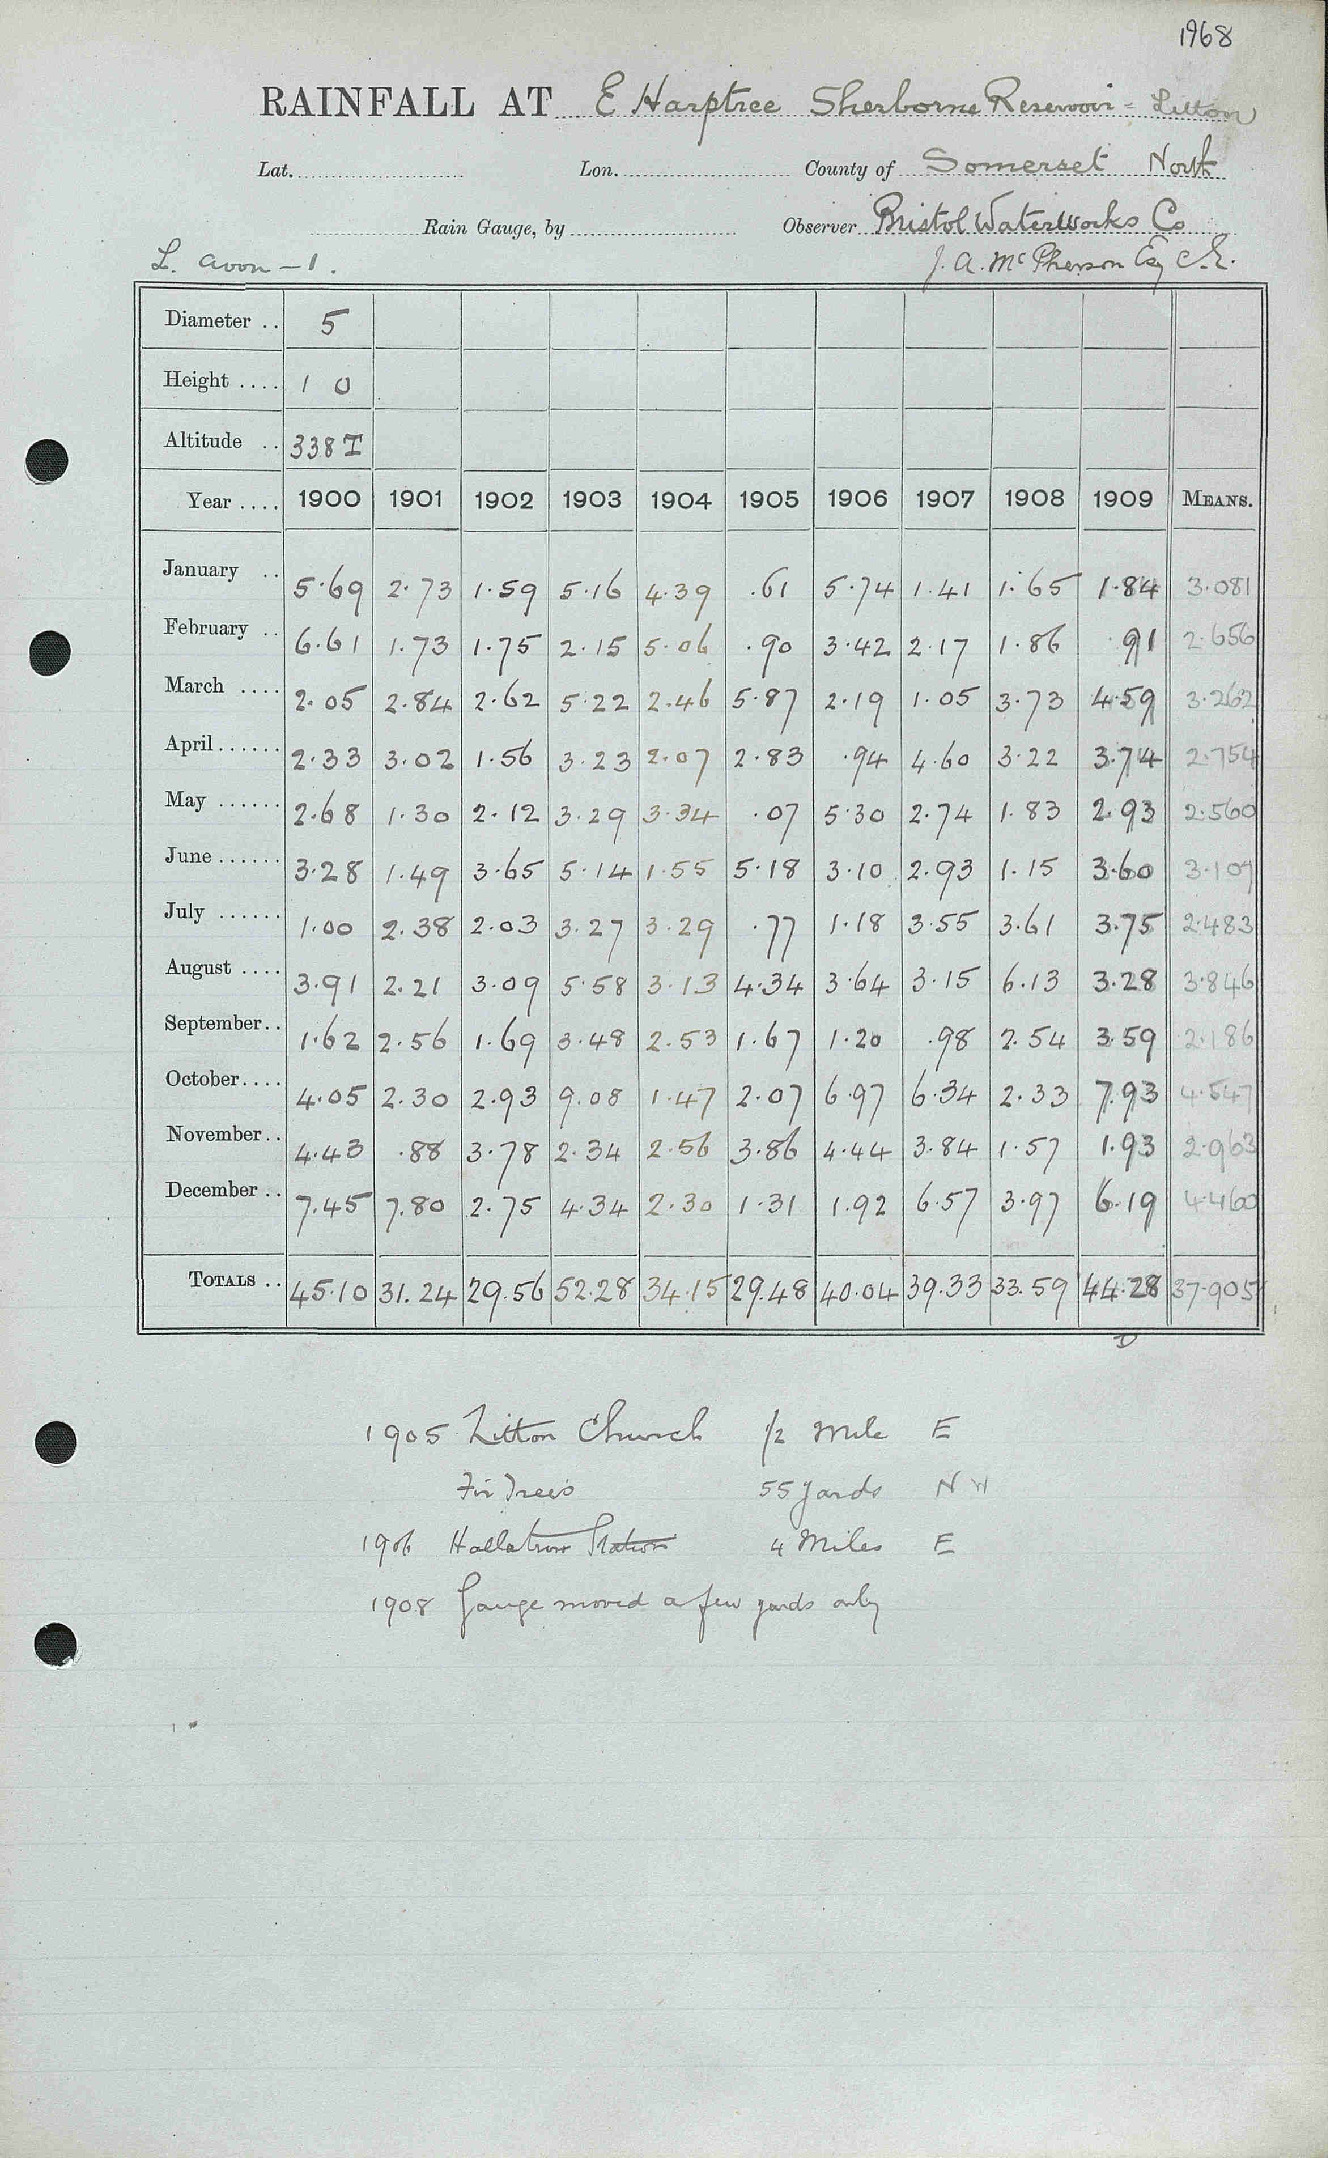 1968
RAINFALL AT E Harptree Sherborne Reservoir = Litton
Lat. Lon. County of Somerset North
Rain Gauge, by Observer Bristol Waterworks Co
L. Avon - 1. J. A. McPherson Esq C.E.
Diameter .. 5
Height .... 1 0
Altitude .. 338 T
Year .... 1900 1901 1902 1903 1904 1905 1906 1907 1908 1909 MEANS.
January .. 5.69 2.73 1.59 5.16 4.39 .61 5.74 1.41 1.65 1.84 3.081
February .. 6.61 1.73 1.75 2.15 5.06 .90 3.42 2.17 1.86 .91 2.656
March .... 2.05 2.84 2.62 5.22 2.46 5.87 2.19 1.05 3.73 4.59 3.262
April...... 2.33 3.02 1.56 3.23 2.07 2.83 .94 4.60 3.22 3.74 2.754
May ...... 2.68 1.30 2.12 3.29 3.34 .07 5.30 2.74 1.83 2.93 2.560
June...... 3.28 1.49 3.65 5.14 1.55 5.18 3.10 2.93 1.15 3.60 3.107
July ...... 1.00 2.38 2.03 3.27 3.29 .77 1.18 3.55 3.61 3.75 2.483
August .... 3.91 2.21 3.09 5.58 3.13 4.34 3.64 3.15 6.13 3.28 3.846
September.. 1.62 2.56 1.69 3.48 2.53 1.67 1.20 .98 2.54 3.59 2.186
October.... 4.05 2.30 2.93 9.08 1.47 2.07 6.97 6.34 2.33 7.93 4.547
November.. 4.43 .88 3.78 2.34 2.56 3.86 4.44 3.84 1.57 1.93 2.963
December .. 7.45 7.80 2.75 4.34 2.30 1.31 1.92 6.57 3.97 6.19 4.460
TOTALS .. 45.10 31.24 29.56 52.28 34.15 29.48 40.04 39.33 33.59 44.28 37.905
D
1905 Litton Church 1/2 Mile E
Fir Trees 55 yards N W
1906 Hallatrow Station 4 Miles E
1908 Gauge moved a few yards only